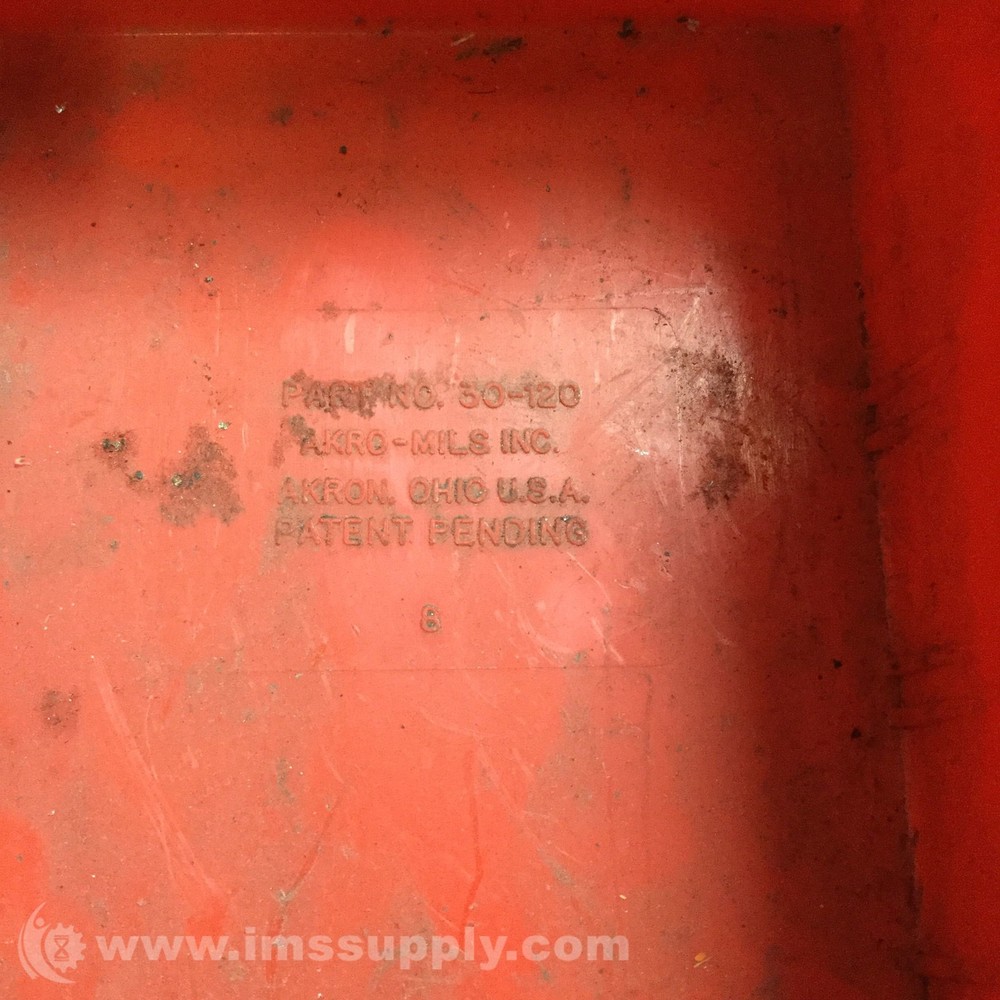 PART NO. 30-120
AKRO-MILS INC.
AKRON, OHIO U.S.A.
PATENT PENDING
8
www.imssupply.com